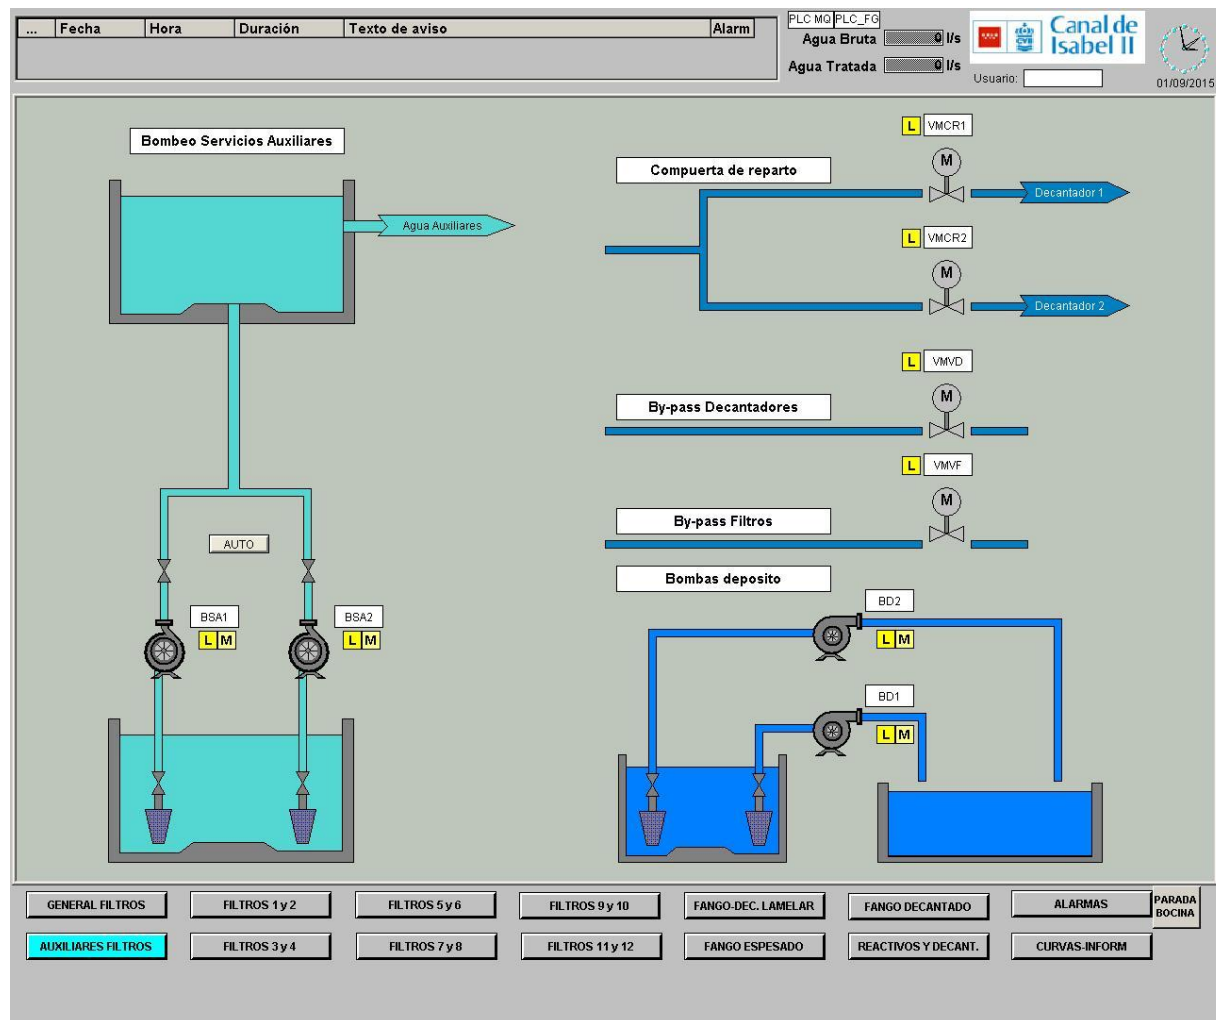 ... Fecha Hora Duración Texto de aviso Alarm
PLC MQ PLC_FG
Agua Bruta 0 l/s
Agua Tratada 0 l/s
Canal de
Isabel II
Usuario:
01/09/2015
Bombeo Servicios Auxiliares
Agua Auxiliares
AUTO
BSA1
L M
BSA2
L M
Compuerta de reparto
L VMCR1
M
Decantador 1
L VMCR2
M
Decantador 2
L VMVD
M
By-pass Decantadores
L VMVF
M
By-pass Filtros
Bombas deposito
BD2
L M
BD1
L M
GENERAL FILTROS
FILTROS 1 y 2
FILTROS 5 y 6
FILTROS 9 y 10
FANGO-DEC. LAMELAR
FANGO DECANTADO
ALARMAS
PARADA
BOCINA
AUXILIARES FILTROS
FILTROS 3 y 4
FILTROS 7 y 8
FILTROS 11 y 12
FANGO ESPESADO
REACTIVOS Y DECANT.
CURVAS-INFORM